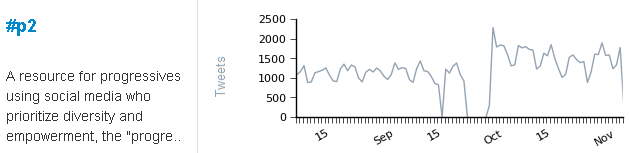 #p2
A resource for progressives
using social media who
prioritize diversity and
empowerment, the "progre..
Tweets
2500
2000
1500
1000
500
0
15
Sep
15
Oct
15
Nov